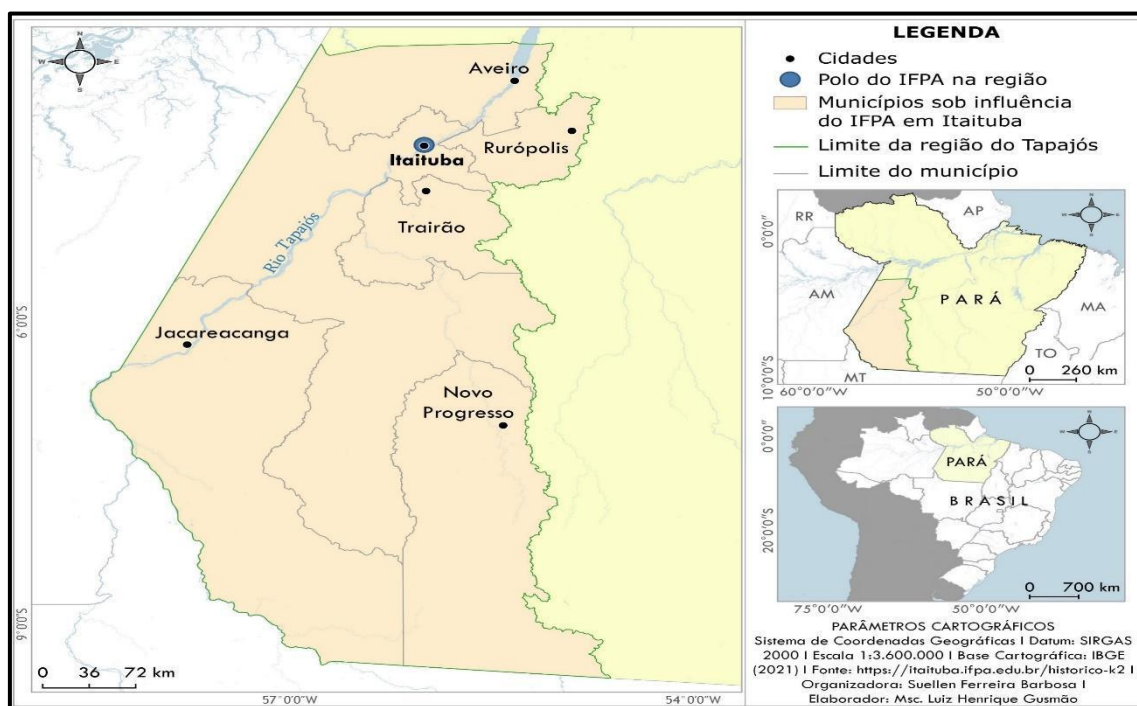 N
W E
S
Aveiro
Itaituba
Rurópolis
Trairão
Rio Tapajós
Jacareacanga
Novo
Progresso
6°0'0"S
9°0'0"S
0 36 72 km
57°0'0"W
54°0'0"W
LEGENDA
Cidades
Polo do IFPA na região
Municípios sob influência
do IFPA em Itaituba
Limite da região do Tapajós
Limite do município
RR
AP
N
W E
S
0°0'0"
AM
PARÁ
MA
TO
MT
10°0'0"S
0 260 km
60°0'0"W
50°0'0"W
N
W E
S
0°0'0"
PARÁ
BRASIL
20°0'0"S
0 700 km
75°0'0"W
50°0'0"W
PARÂMETROS CARTOGRÁFICOS
Sistema de Coordenadas Geográficas I Datum: SIRGAS
2000 I Escala 1:3.600.000 I Base Cartográfica: IBGE
(2021) I Fonte: https://itaituba.ifpa.edu.br/historico-k2 I
Organizadora: Suellen Ferreira Barbosa I
Elaborador: Msc. Luiz Henrique Gusmão